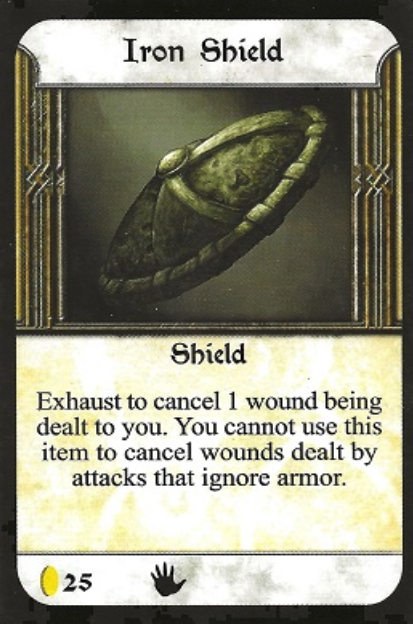 Iron Shield
Shield
Exhaust to cancel 1 wound being
dealt to you. You cannot use this
item to cancel wounds dealt by
attacks that ignore armor.
25